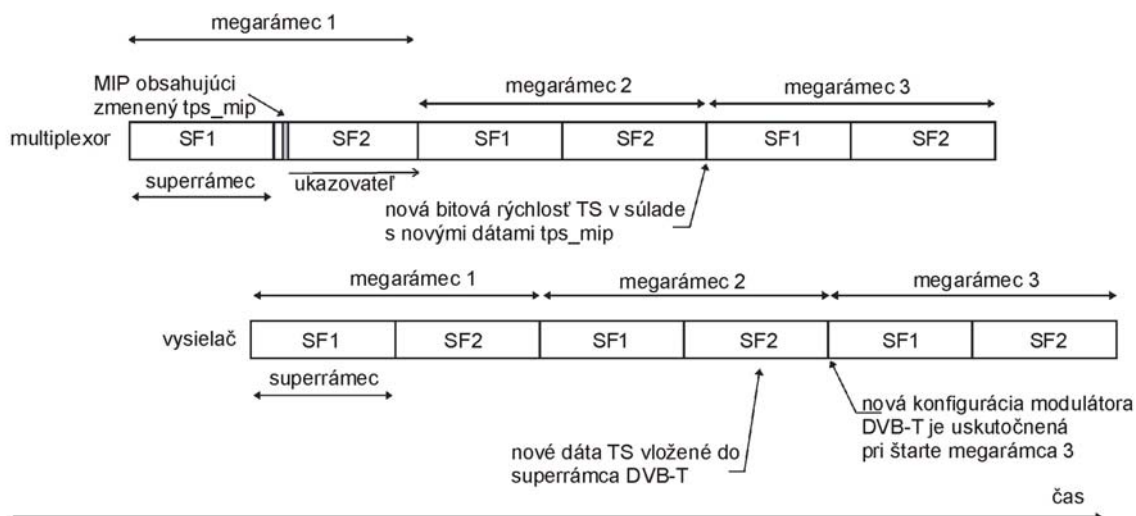 megarámec 1
MIP obsahujúci
zmenený tps_mip
megarámec 2
megarámec 3
multiplexor
SF1
SF2
SF1
SF2
SF1
SF2
superrámec
ukazovateľ
nová bitová rýchlosť TS v súlade
s novými dátami tps_mip
megarámec 1
megarámec 2
megarámec 3
vysielač
SF1
SF2
SF1
SF2
SF1
SF2
superrámec
nová konfigurácia modulátora
DVB-T je uskutočnená
pri štarte megarámca 3
nové dáta TS vložené do
superrámca DVB-T
čas